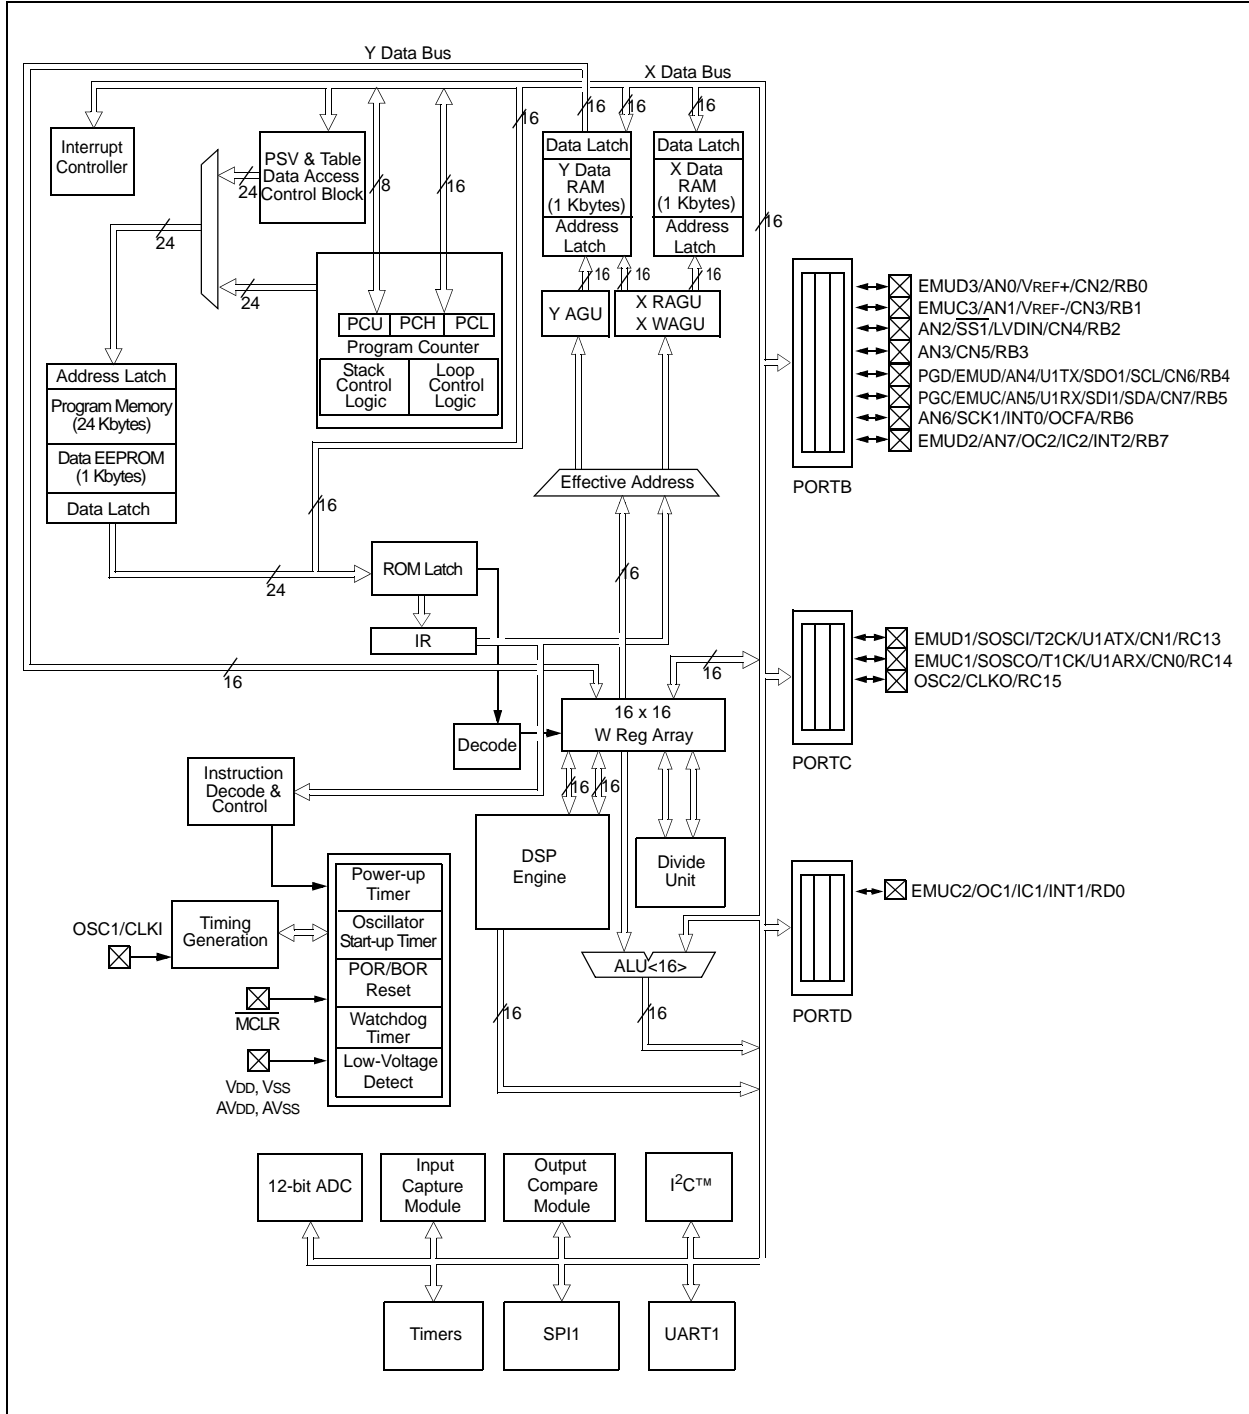 Y Data Bus
X Data Bus
16
16
16
16
Interrupt
Controller
PSV & Table
Data Access
Control Block
24
8
16
24
24
Data Latch
Y Data
RAM
(1 Kbytes)
Address
Latch
Data Latch
X Data
RAM
(1 Kbytes)
Address
Latch
16
16
16
16
Y AGU
X RAGU
X WAGU
PCU
PCH
PCL
Program Counter
Stack
Control
Logic
Loop
Control
Logic
Address Latch
Program Memory
(24 Kbytes)
Data EEPROM
(1 Kbytes)
Data Latch
Effective Address
16
24
16
ROM Latch
IR
16
16
16 x 16
W Reg Array
Decode
Instruction
Decode &
Control
16
16
DSP
Engine
Divide
Unit
Power-up
Timer
Oscillator
Start-up Timer
POR/BOR
Reset
Watchdog
Timer
Low-Voltage
Detect
OSC1/CLKI
Timing
Generation
MCLR
VDD, VSS
AVDD, AVSS
ALU<16>
16
16
EMUD3/AN0/VREF+/CN2/RB0
EMUC3/AN1/VREF-/CN3/RB1
AN2/SS1/LVDIN/CN4/RB2
AN3/CN5/RB3
PGD/EMUD/AN4/U1TX/SDO1/SCL/CN6/RB4
PGC/EMUC/AN5/U1RX/SDI1/SDA/CN7/RB5
AN6/SCK1/INT0/OCFA/RB6
EMUD2/AN7/OC2/IC2/INT2/RB7
PORTB
EMUD1/SOSCI/T2CK/U1ATX/CN1/RC13
EMUC1/SOSCO/T1CK/U1ARX/CN0/RC14
OSC2/CLKO/RC15
PORTC
EMUC2/OC1/IC1/INT1/RD0
PORTD
12-bit ADC
Input
Capture
Module
Output
Compare
Module
I²C™
Timers
SPI1
UART1